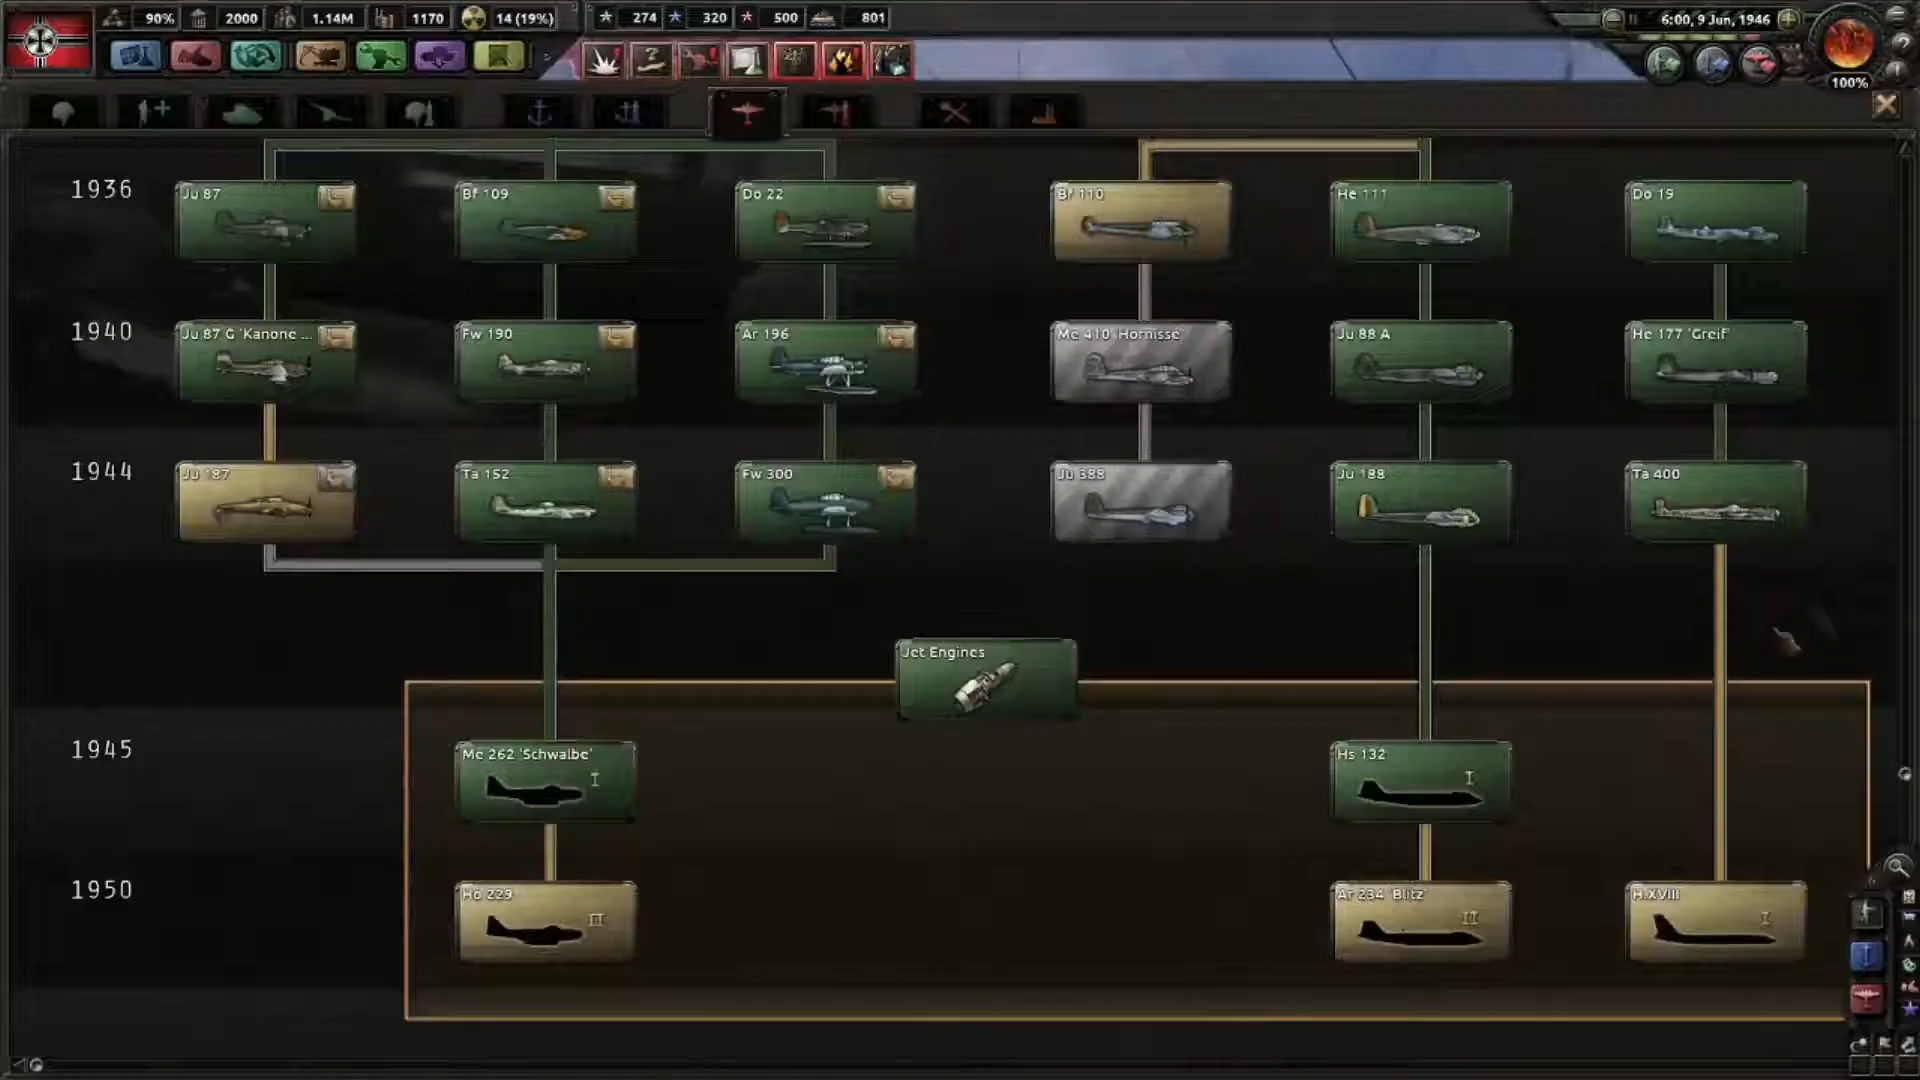 90% 2000 1.14M 1170 14 (19%) 274 320 500 801 6:00, 9 Jun, 1946
100%
1936
Ju 87 Bf 109 Do 22 Bf 110 He 111 Do 19
1940
Ju 87 G 'Kanone ... Fw 190 Ar 196 Me 410 'Hornisse' Ju 88 A He 177 'Greif'
1944
Ju 187 Ta 152 Fw 300 Ju 388 Ju 188 Ta 400
Jet Engines
1945
Me 262 'Schwalbe' Hs 132
I I
1950
Ho 229 Ar 234 'Blitz' H.XVIII
II II I